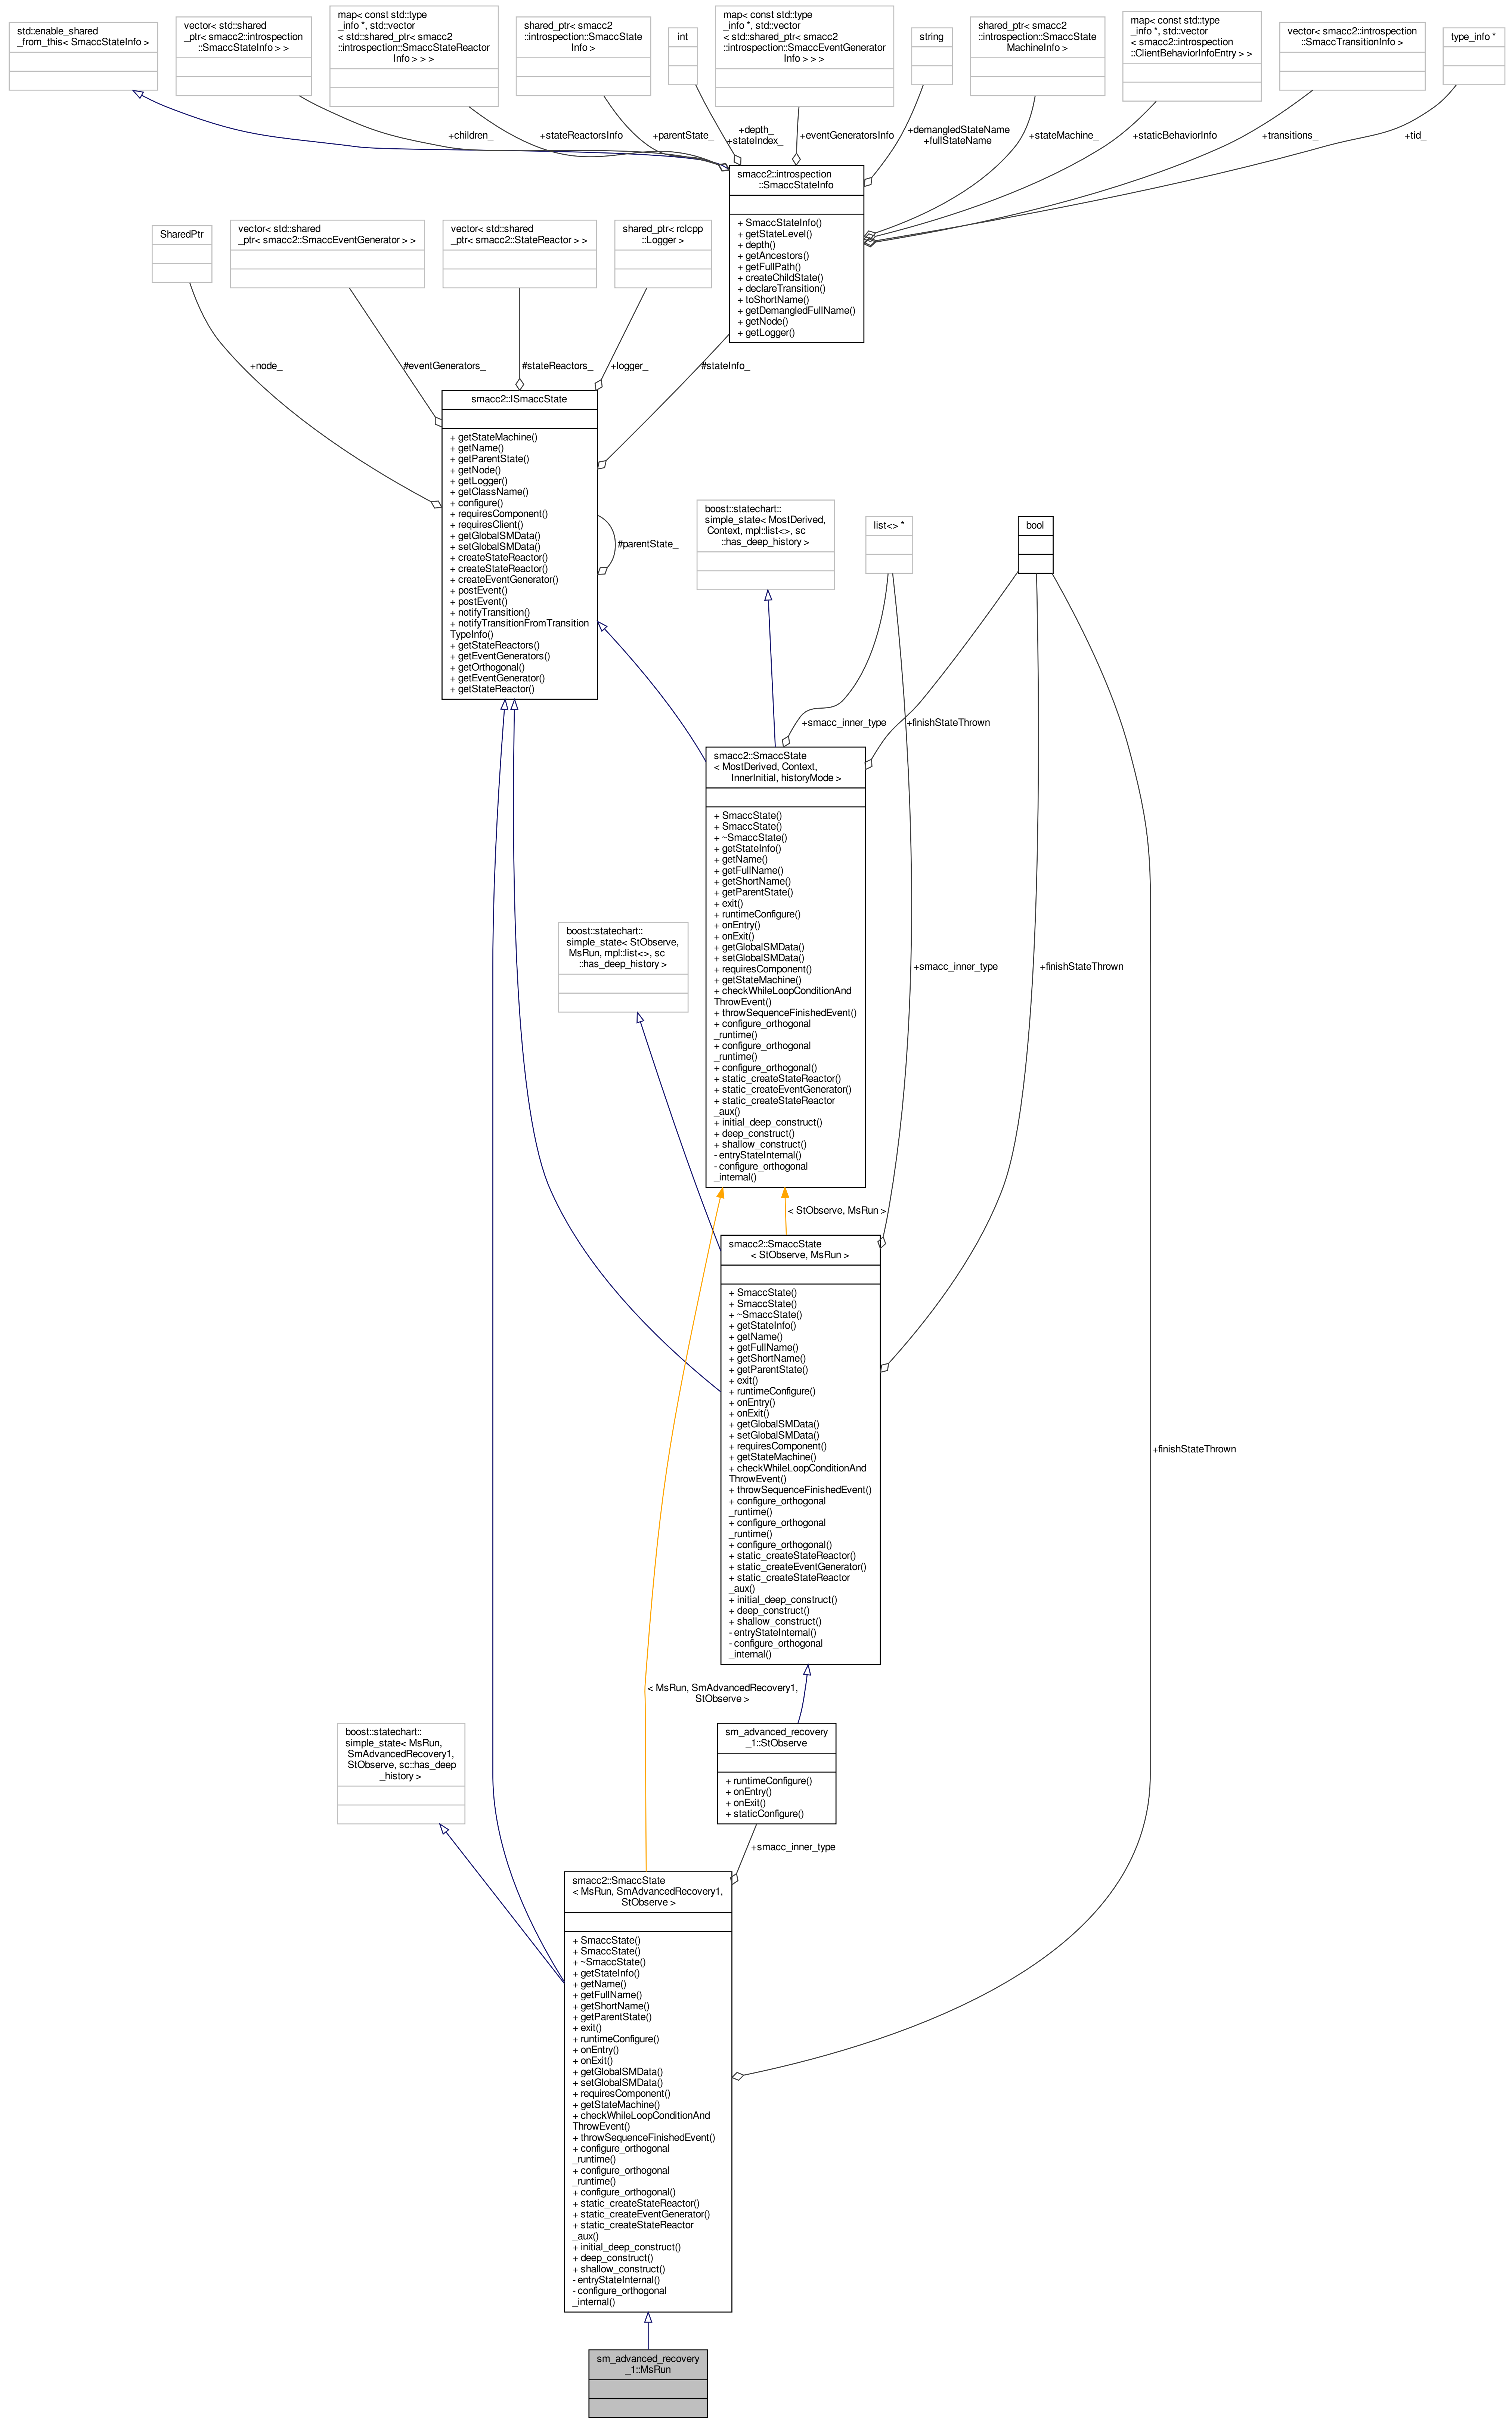 std::enable_shared
_from_this< SmaccStateInfo >
vector< std::shared
_ptr< smacc2::introspection
::SmaccStateInfo > >
map< const std::type
_info *, std::vector
< std::shared_ptr< smacc2
::introspection::SmaccStateReactor
Info > > >
shared_ptr< smacc2
::introspection::SmaccState
Info >
int
map< const std::type
_info *, std::vector
< std::shared_ptr< smacc2
::introspection::SmaccEventGenerator
Info > > >
string
shared_ptr< smacc2
::introspection::SmaccState
MachineInfo >
map< const std::type
_info *, std::vector
< smacc2::introspection
::ClientBehaviorInfoEntry > >
vector< smacc2::introspection
::SmaccTransitionInfo >
type_info *
+children_
+stateReactorsInfo
+parentState_
+depth_
+stateIndex_
+eventGeneratorsInfo
+demangledStateName
+fullStateName
+stateMachine_
+staticBehaviorInfo
+transitions_
+tid_
smacc2::introspection
::SmaccStateInfo
+ SmaccStateInfo()
+ getStateLevel()
+ depth()
+ getAncestors()
+ getFullPath()
+ createChildState()
+ declareTransition()
+ toShortName()
+ getDemangledFullName()
+ getNode()
+ getLogger()
SharedPtr
vector< std::shared
_ptr< smacc2::SmaccEventGenerator > >
vector< std::shared
_ptr< smacc2::StateReactor > >
shared_ptr< rclcpp
::Logger >
+node_
#eventGenerators_
#stateReactors_
+logger_
#stateInfo_
smacc2::ISmaccState
+ getStateMachine()
+ getName()
+ getParentState()
+ getNode()
+ getLogger()
+ getClassName()
+ configure()
+ requiresComponent()
+ requiresClient()
+ getGlobalSMData()
+ setGlobalSMData()
+ createStateReactor()
+ createStateReactor()
+ createEventGenerator()
+ postEvent()
+ postEvent()
+ notifyTransition()
+ notifyTransitionFromTransition
TypeInfo()
+ getStateReactors()
+ getEventGenerators()
+ getOrthogonal()
+ getEventGenerator()
+ getStateReactor()
#parentState_
boost::statechart::
simple_state< MostDerived,
Context, mpl::list<>, sc
::has_deep_history >
list<> *
bool
+smacc_inner_type
+finishStateThrown
smacc2::SmaccState
< MostDerived, Context,
InnerInitial, historyMode >
+ SmaccState()
+ SmaccState()
+ ~SmaccState()
+ getStateInfo()
+ getName()
+ getFullName()
+ getShortName()
+ getParentState()
+ exit()
+ runtimeConfigure()
+ onEntry()
+ onExit()
+ getGlobalSMData()
+ setGlobalSMData()
+ requiresComponent()
+ getStateMachine()
+ checkWhileLoopConditionAnd
ThrowEvent()
+ throwSequenceFinishedEvent()
+ configure_orthogonal
_runtime()
+ configure_orthogonal
_runtime()
+ configure_orthogonal()
+ static_createStateReactor()
+ static_createEventGenerator()
+ static_createStateReactor
_aux()
+ initial_deep_construct()
+ deep_construct()
+ shallow_construct()
- entryStateInternal()
- configure_orthogonal
_internal()
boost::statechart::
simple_state< StObserve,
MsRun, mpl::list<>, sc
::has_deep_history >
+smacc_inner_type
+finishStateThrown
< StObserve, MsRun >
smacc2::SmaccState
< StObserve, MsRun >
+ SmaccState()
+ SmaccState()
+ ~SmaccState()
+ getStateInfo()
+ getName()
+ getFullName()
+ getShortName()
+ getParentState()
+ exit()
+ runtimeConfigure()
+ onEntry()
+ onExit()
+ getGlobalSMData()
+ setGlobalSMData()
+ requiresComponent()
+ getStateMachine()
+ checkWhileLoopConditionAnd
ThrowEvent()
+ throwSequenceFinishedEvent()
+ configure_orthogonal
_runtime()
+ configure_orthogonal
_runtime()
+ configure_orthogonal()
+ static_createStateReactor()
+ static_createEventGenerator()
+ static_createStateReactor
_aux()
+ initial_deep_construct()
+ deep_construct()
+ shallow_construct()
- entryStateInternal()
- configure_orthogonal
_internal()
+finishStateThrown
< MsRun, SmAdvancedRecovery1,
StObserve >
boost::statechart::
simple_state< MsRun,
SmAdvancedRecovery1,
StObserve, sc::has_deep
_history >
sm_advanced_recovery
_1::StObserve
+ runtimeConfigure()
+ onEntry()
+ onExit()
+ staticConfigure()
+smacc_inner_type
smacc2::SmaccState
< MsRun, SmAdvancedRecovery1,
StObserve >
+ SmaccState()
+ SmaccState()
+ ~SmaccState()
+ getStateInfo()
+ getName()
+ getFullName()
+ getShortName()
+ getParentState()
+ exit()
+ runtimeConfigure()
+ onEntry()
+ onExit()
+ getGlobalSMData()
+ setGlobalSMData()
+ requiresComponent()
+ getStateMachine()
+ checkWhileLoopConditionAnd
ThrowEvent()
+ throwSequenceFinishedEvent()
+ configure_orthogonal
_runtime()
+ configure_orthogonal
_runtime()
+ configure_orthogonal()
+ static_createStateReactor()
+ static_createEventGenerator()
+ static_createStateReactor
_aux()
+ initial_deep_construct()
+ deep_construct()
+ shallow_construct()
- entryStateInternal()
- configure_orthogonal
_internal()
sm_advanced_recovery
_1::MsRun